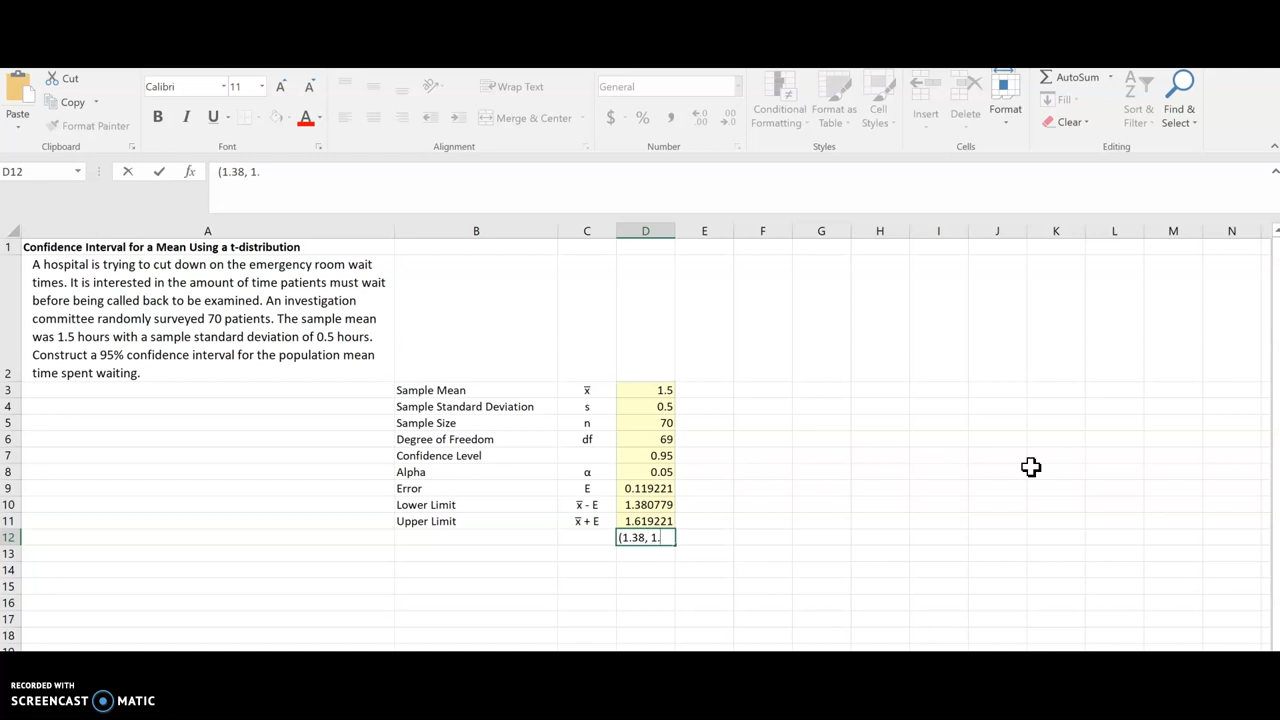 Cut
Copy
Format Painter
Paste
Clipboard
Calibri 11 A A
B I U A
Font
Wrap Text
Merge & Center
Alignment
General
$ % , .00
Number
Conditional Formatting
Format as Table
Cell Styles
Styles
Insert
Delete
Format
Cells
AutoSum
Fill
Clear
Sort & Filter
Find & Select
Editing
D12 fx (1.38, 1.
A B C D E F G H I J K L M N
1 Confidence Interval for a Mean Using a t-distribution
A hospital is trying to cut down on the emergency room wait
times. It is interested in the amount of time patients must wait
before being called back to be examined. An investigation
committee randomly surveyed 70 patients. The sample mean
was 1.5 hours with a sample standard deviation of 0.5 hours.
Construct a 95% confidence interval for the population mean
2 time spent waiting.
3 Sample Mean x̅ 1.5
4 Sample Standard Deviation s 0.5
5 Sample Size n 70
6 Degree of Freedom df 69
7 Confidence Level 0.95
8 Alpha α 0.05
9 Error E 0.119221
10 Lower Limit x̅ - E 1.380779
11 Upper Limit x̅ + E 1.619221
12 (1.38, 1.
13
14
15
16
17
18
RECORDED WITH
SCREENCAST MATIC